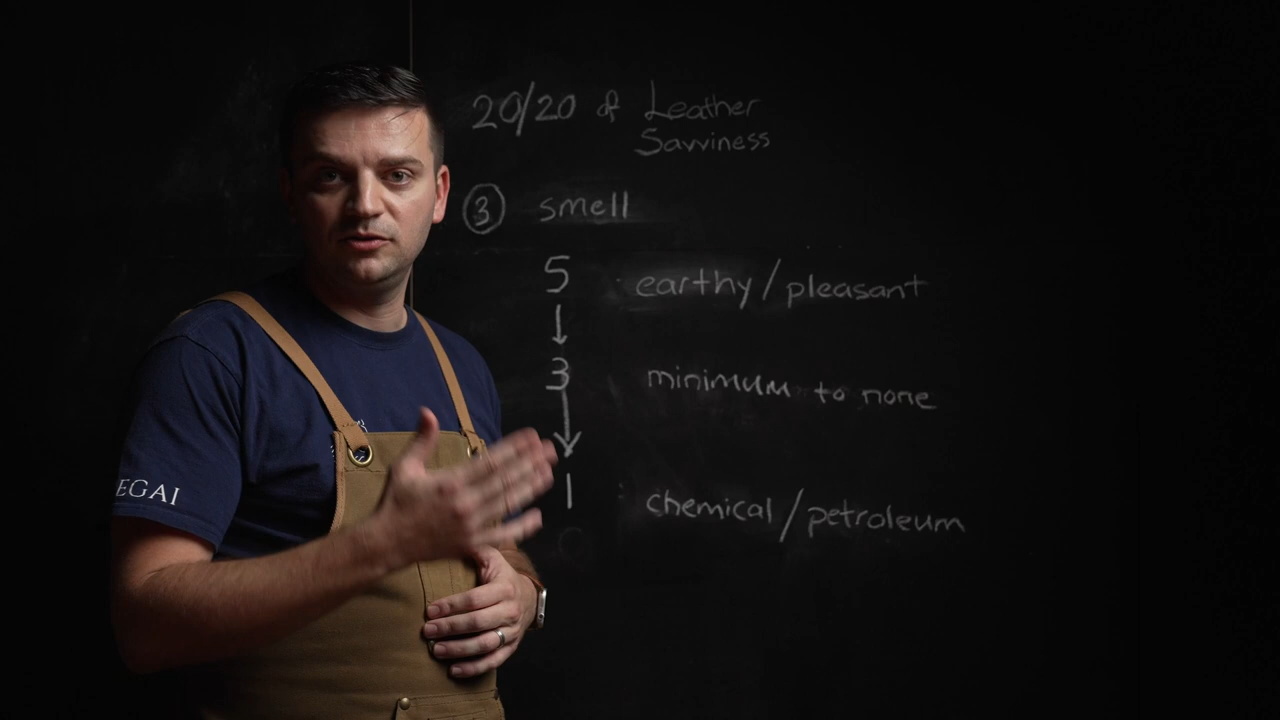 20/20 of Leather
Savviness
3 smell
5 earthy/pleasant
3 minimum to none
1 chemical/petroleum
EGAI